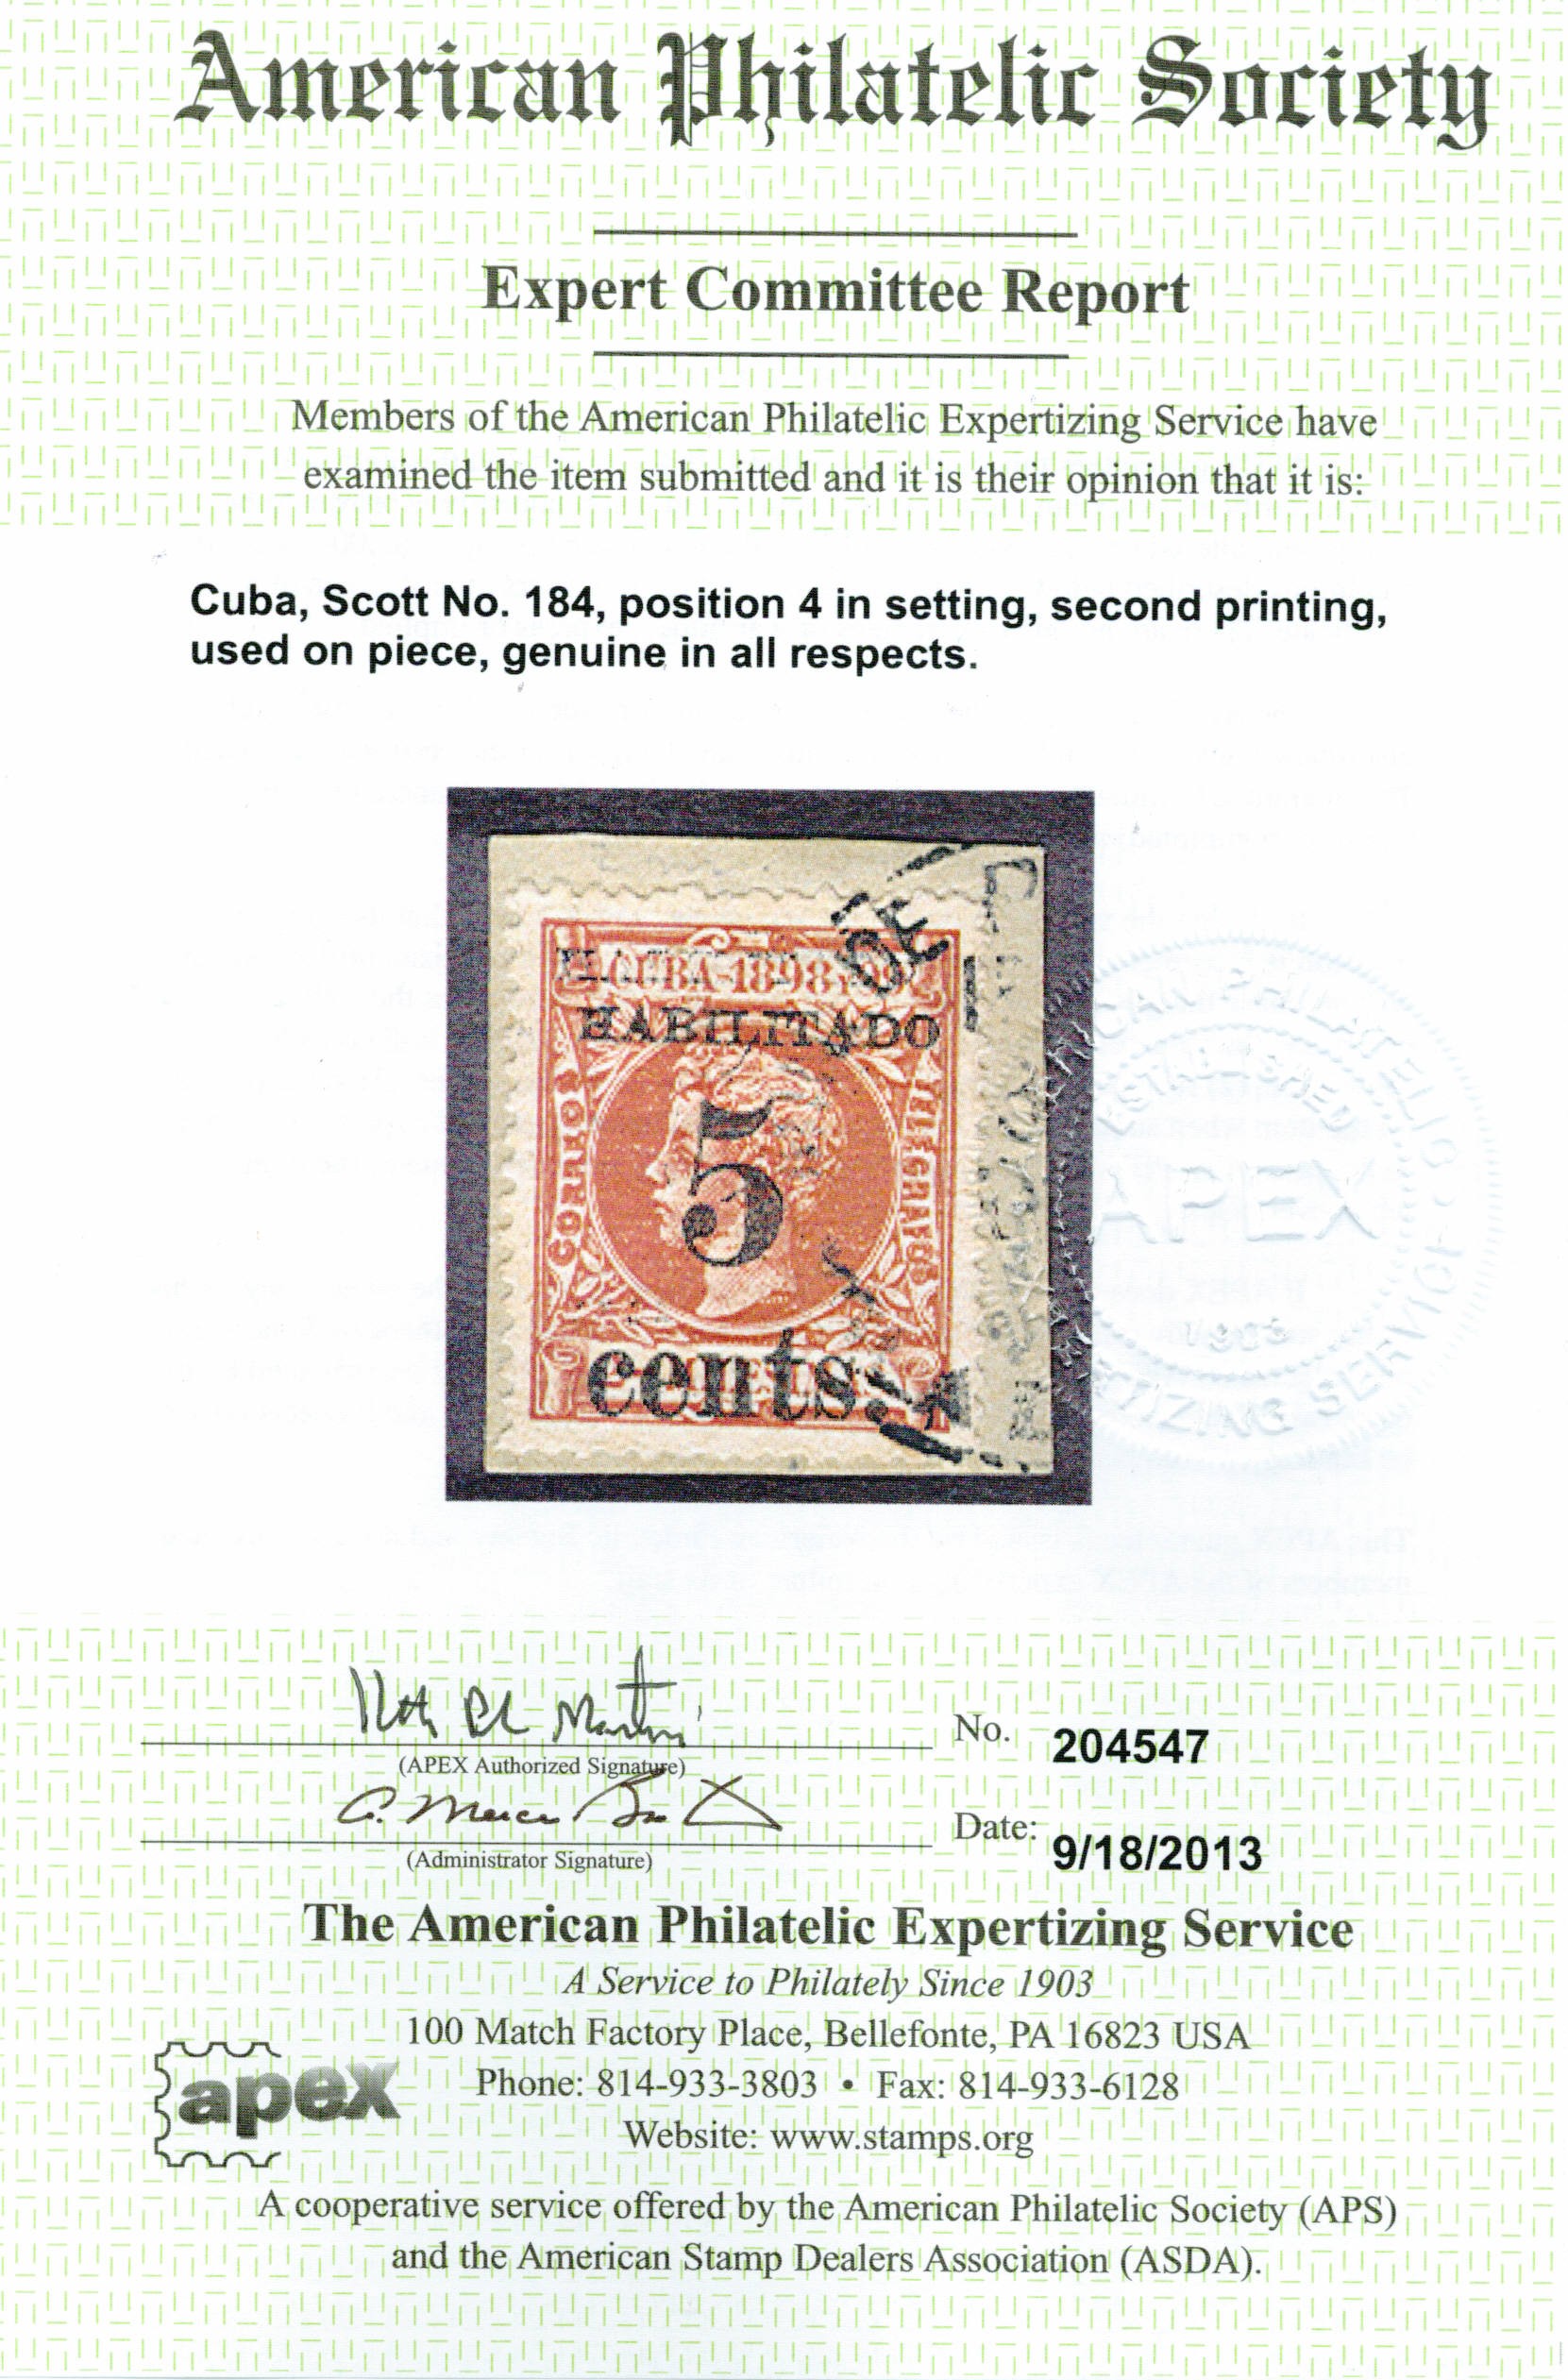 American Philatelic Society
Expert Committee Report
Members of the American Philatelic Expertizing Service have
examined the item submitted and it is their opinion that it is:
Cuba, Scott No. 184, position 4 in setting, second printing,
used on piece, genuine in all respects.
DE
CUBA 1898 Y 99
HABILITADO
CORREOS
5
TELEGRAFOS
cents.
ESTABLISHED
APEX
1903
No. 204547
(APEX Authorized Signature)
Date: 9/18/2013
(Administrator Signature)
The American Philatelic Expertizing Service
A Service to Philately Since 1903
100 Match Factory Place, Bellefonte, PA 16823 USA
apex
Phone: 814-933-3803 • Fax: 814-933-6128
Website: www.stamps.org
A cooperative service offered by the American Philatelic Society (APS)
and the American Stamp Dealers Association (ASDA).